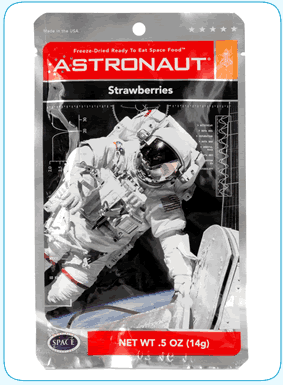 Made in the USA
Freeze-Dried Ready To Eat Space Food™
ASTRONAUT®
Strawberries
SPACE
NET WT .5 OZ (14g)